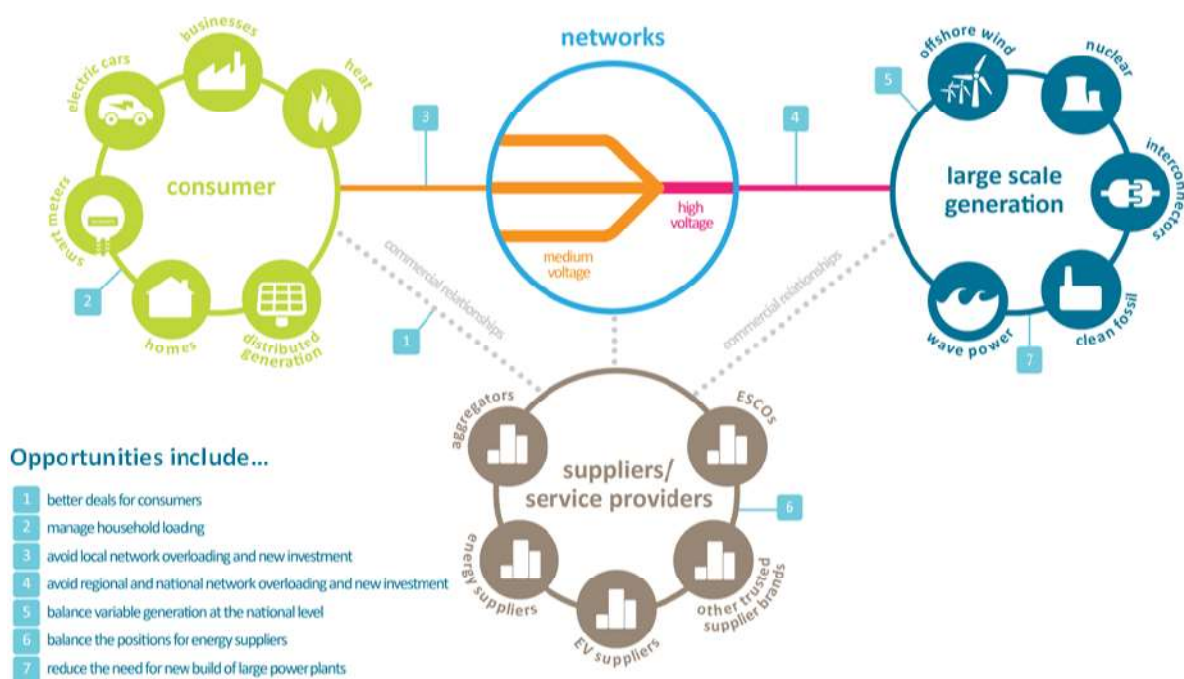 networks
businesses
electric cars
heat
smart meters
consumer
homes
distributed
generation
3
2
medium
voltage
high
voltage
4
5
offshore wind
nuclear
interconnectors
large scale
generation
clean fossil
wave power
7
commercial relationships
1
commercial relationships
aggregators
ESCOs
suppliers/
service providers
6
energy suppliers
EV suppliers
other trusted
supplier brands
Opportunities include...
1 better deals for consumers
2 manage household loading
3 avoid local network overloading and new investment
4 avoid regional and national network overloading and new investment
5 balance variable generation at the national level
6 balance the positions for energy suppliers
7 reduce the need for new build of large power plants